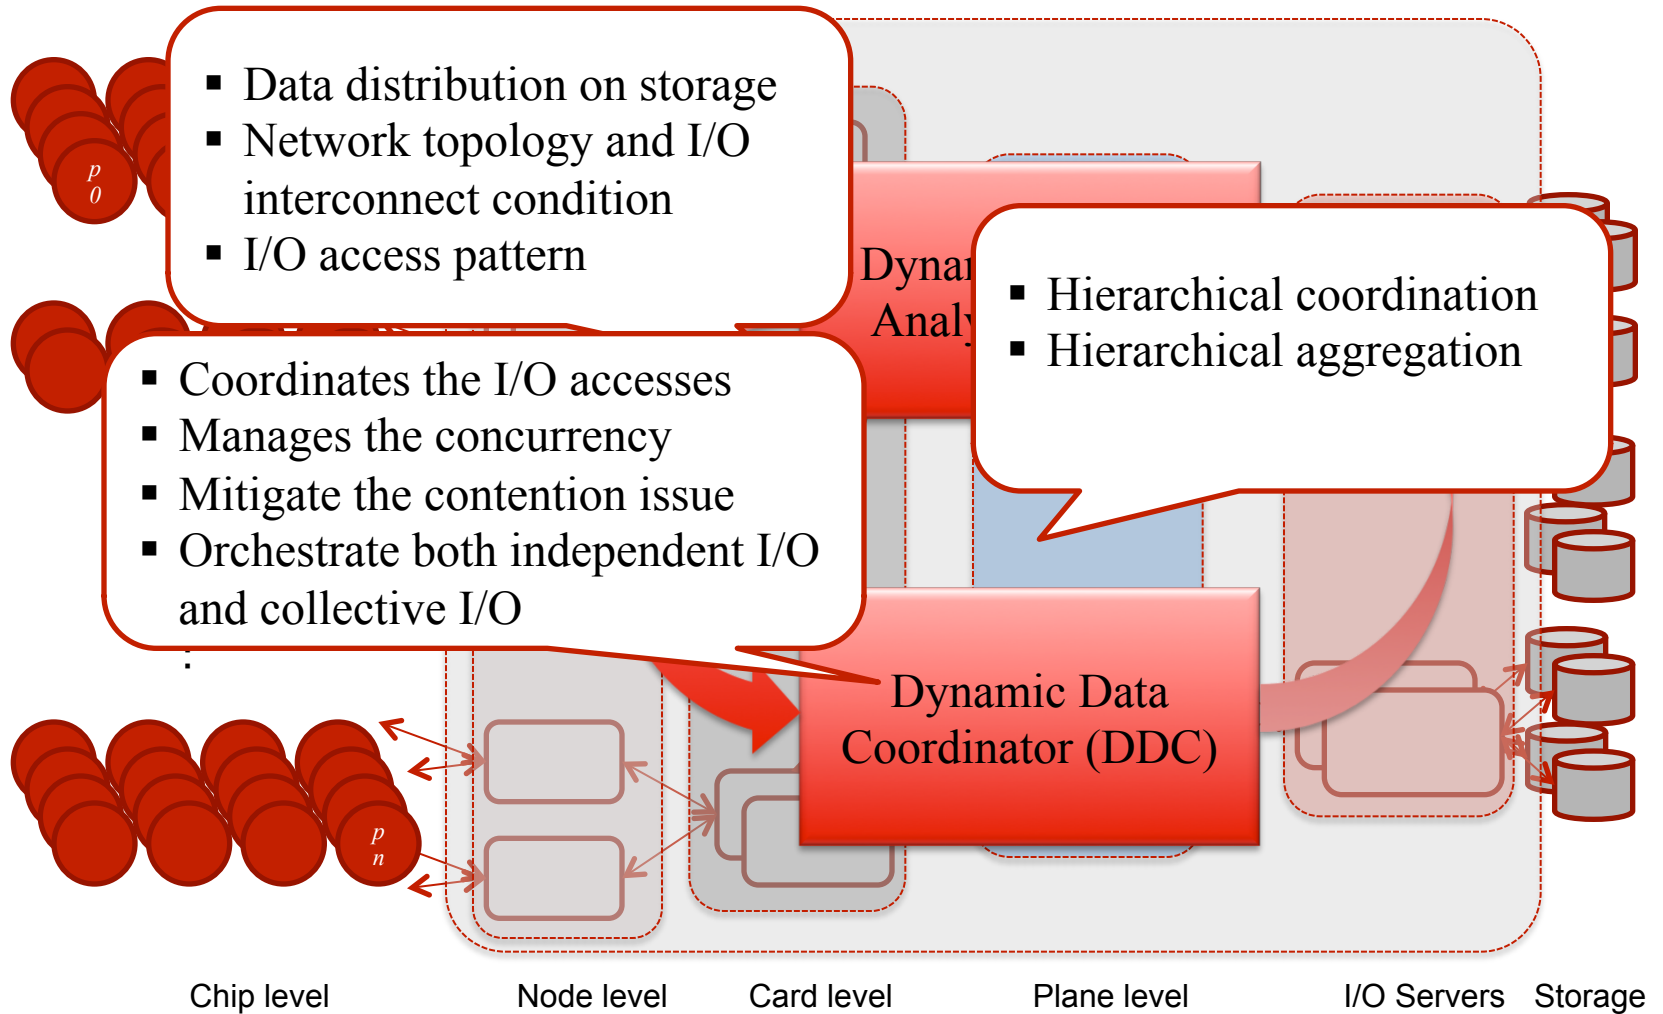 ▪ Data distribution on storage
▪ Network topology and I/O
interconnect condition
▪ I/O access pattern
p
0
▪ Hierarchical coordination
▪ Hierarchical aggregation
▪ Coordinates the I/O accesses
▪ Manages the concurrency
▪ Mitigate the contention issue
▪ Orchestrate both independent I/O
and collective I/O
Dynamic Data
Coordinator (DDC)
p
n
Chip level Node level Card level Plane level I/O Servers Storage